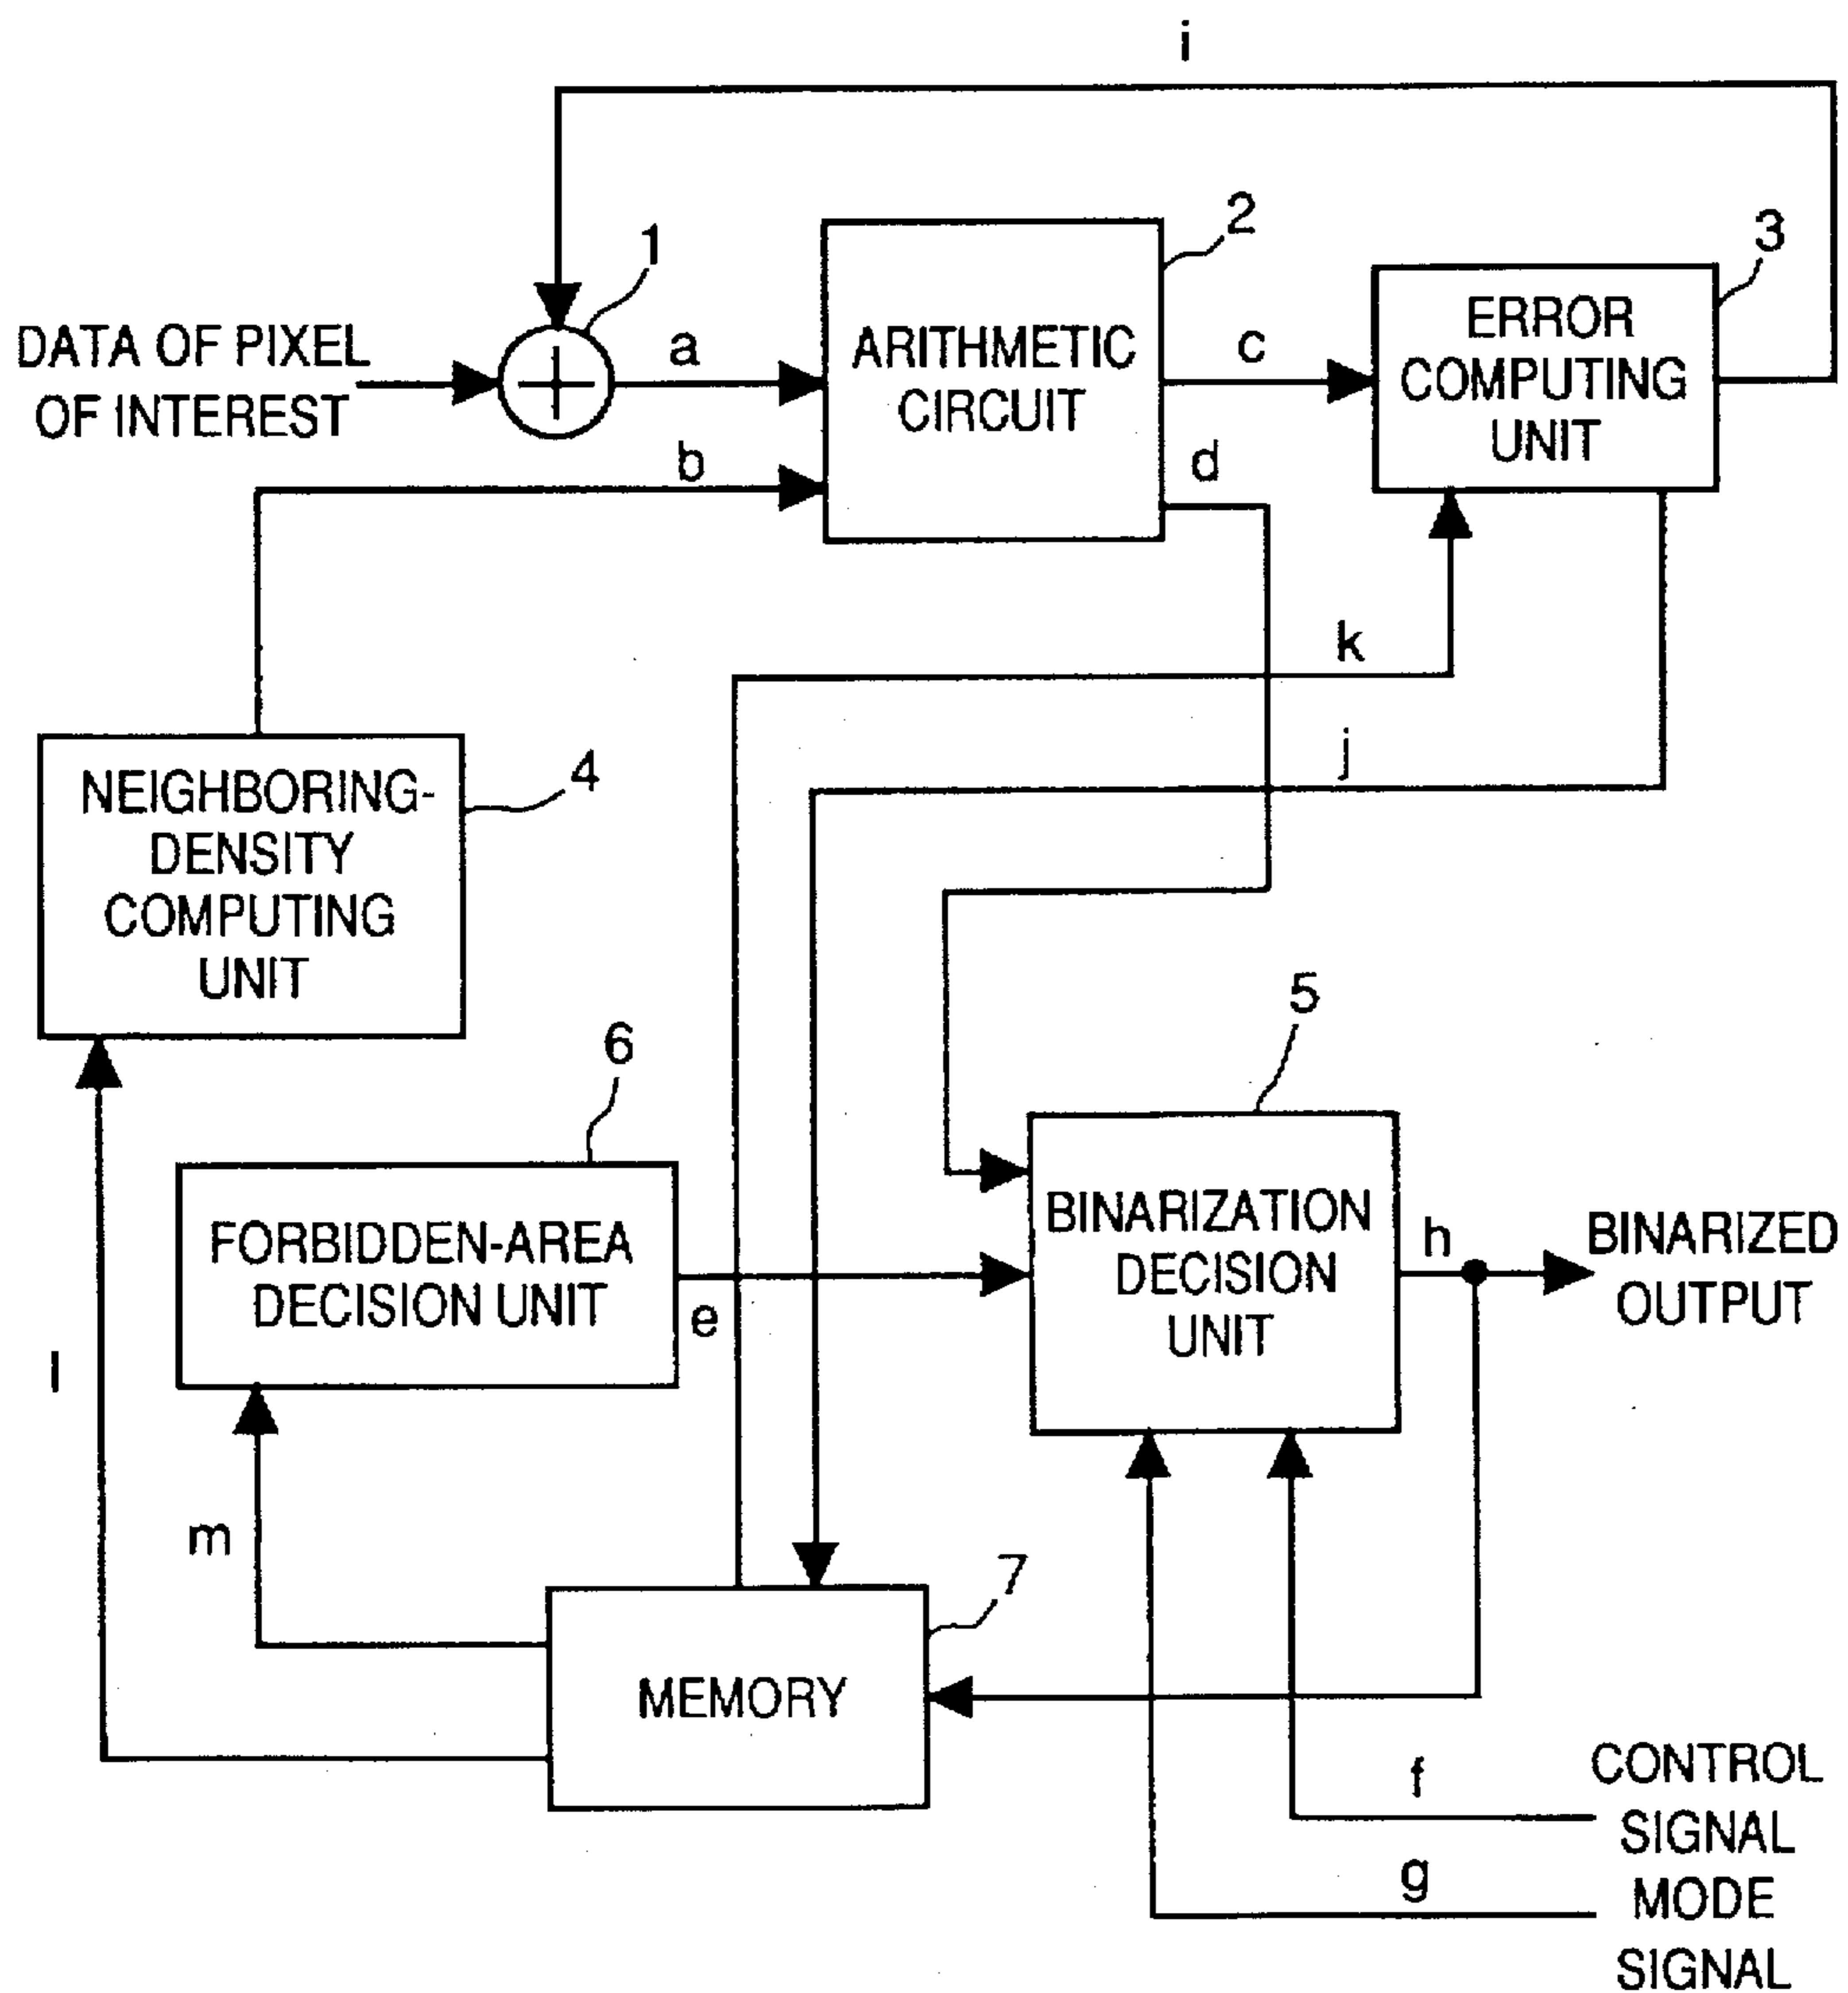 i
1
2
3
DATA OF PIXEL
OF INTEREST
a
ARITHMETIC
CIRCUIT
c
ERROR
COMPUTING
UNIT
b
d
k
j
NEIGHBORING-
DENSITY
COMPUTING
UNIT
4
5
6
FORBIDDEN-AREA
DECISION UNIT
e
BINARIZATION
DECISION
UNIT
h
BINARIZED
OUTPUT
l
m
7
MEMORY
f
CONTROL
SIGNAL
g
MODE
SIGNAL